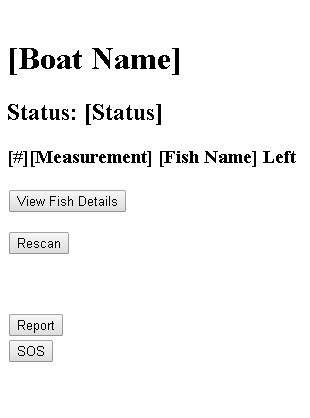 [Boat Name]
Status: [Status]
[#][Measurement] [Fish Name] Left
View Fish Details
Rescan
Report
SOS